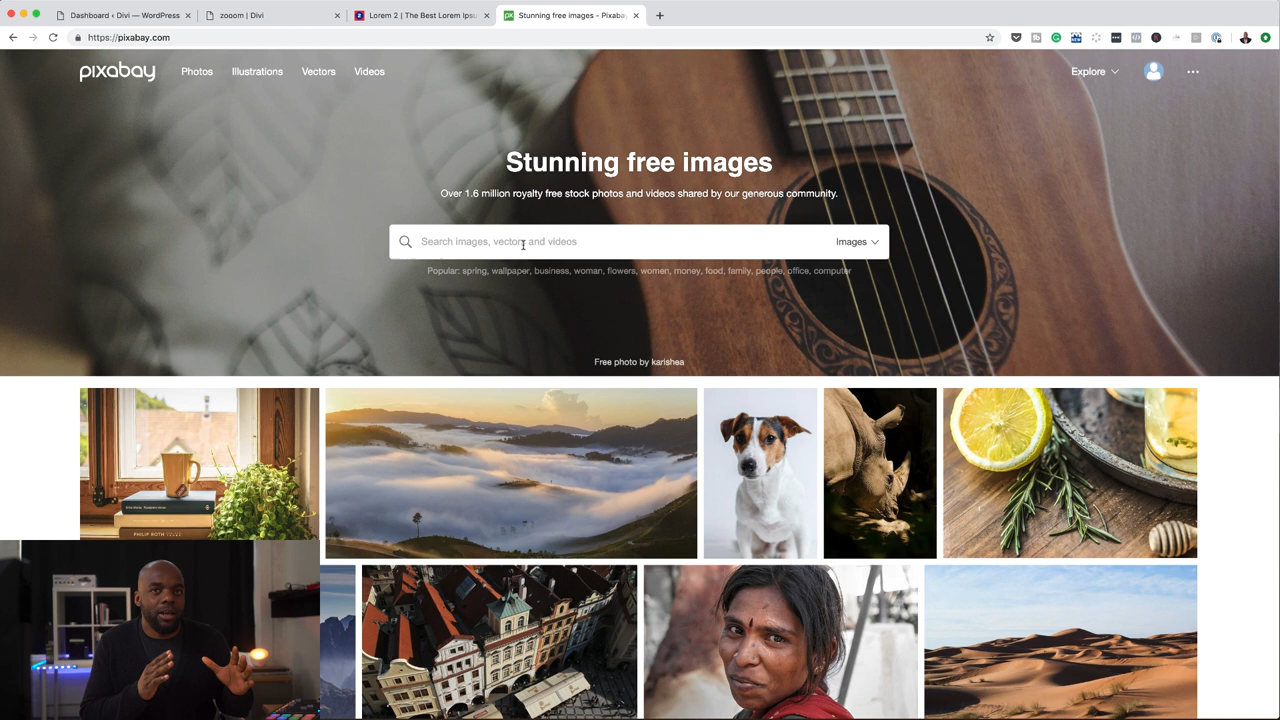 Dashboard ‹ Divi — WordPress
zooom | Divi
Lorem 2 | The Best Lorem Ipsu
Stunning free images - Pixabay
https://pixabay.com
pixabay
Photos
Illustrations
Vectors
Videos
Explore
Stunning free images
Over 1.6 million royalty free stock photos and videos shared by our generous community.
Search images, vectors and videos
Images
Popular: spring, wallpaper, business, woman, flowers, women, money, food, family, people, office, computer
Free photo by karishea
PHILIP ROTH